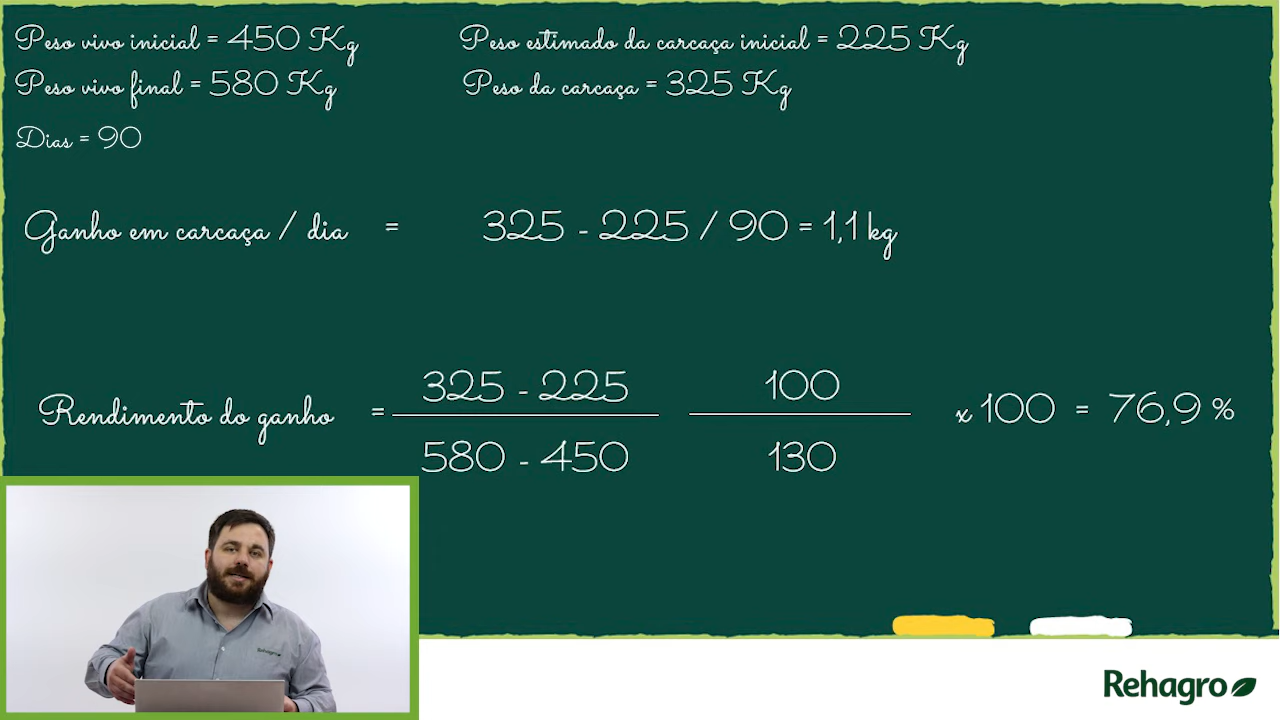 Peso vivo inicial = 450 Kg
Peso vivo final = 580 Kg
Dias = 90
Peso estimado da carcaça inicial = 225 Kg
Peso da carcaça = 325 Kg
Ganho em carcaça / dia = 325 - 225 / 90 = 1,1 kg
Rendimento do ganho =
325 - 225
580 - 450
100
130
x 100 = 76,9 %
Rehagro
Rehagro